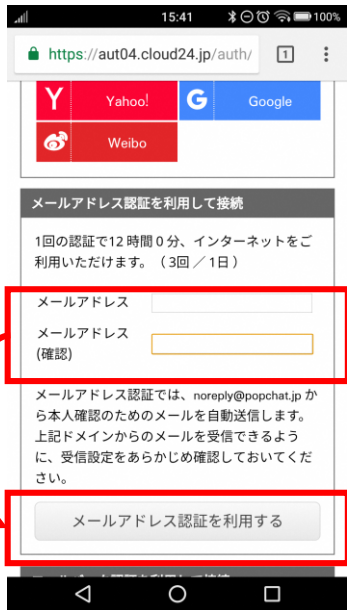 15:41
100%
https://aut04.cloud24.jp/auth/
1
Yahoo!
Google
Weibo
メールアドレス認証を利用して接続
1回の認証で12 時間 0 分、インターネットをご
利用いただけます。（3回 ／ 1日）
メールアドレス
メールアドレス
(確認)
メールアドレス認証では、noreply@popchat.jp か
ら本人確認のためのメールを自動送信します。
上記ドメインからのメールを受信できるよう
に、受信設定をあらかじめ確認しておいてくだ
さい。
メールアドレス認証を利用する